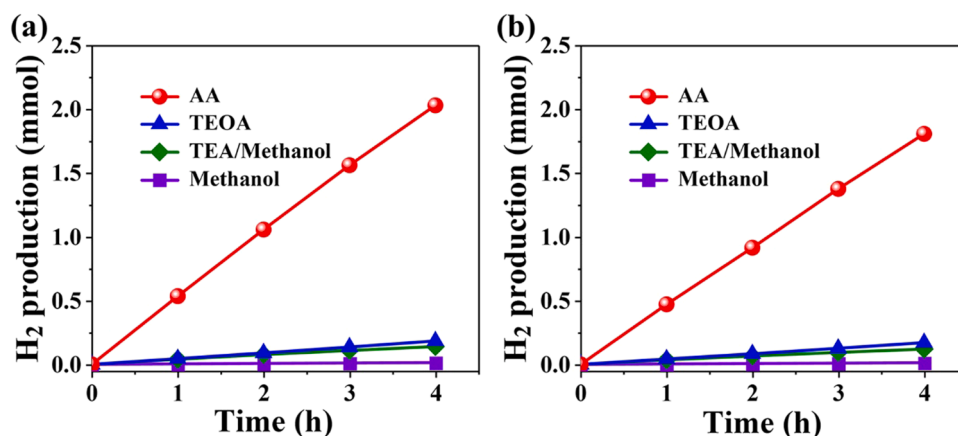 (a)
H₂ production (mmol)
2.5
2.0
1.5
1.0
0.5
0.0
AA
TEOA
TEA/Methanol
Methanol
0 1 2 3 4
Time (h)
(b)
H₂ production (mmol)
2.5
2.0
1.5
1.0
0.5
0.0
AA
TEOA
TEA/Methanol
Methanol
0 1 2 3 4
Time (h)